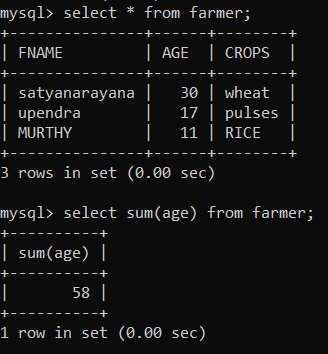 mysql> select * from farmer;
+---------------+------+--------+
| FNAME         | AGE  | CROPS  |
+---------------+------+--------+
| satyanarayana |   30 | wheat  |
| upendra       |   17 | pulses |
| MURTHY        |   11 | RICE   |
+---------------+------+--------+
3 rows in set (0.00 sec)

mysql> select sum(age) from farmer;
+----------+
| sum(age) |
+----------+
|       58 |
+----------+
1 row in set (0.00 sec)